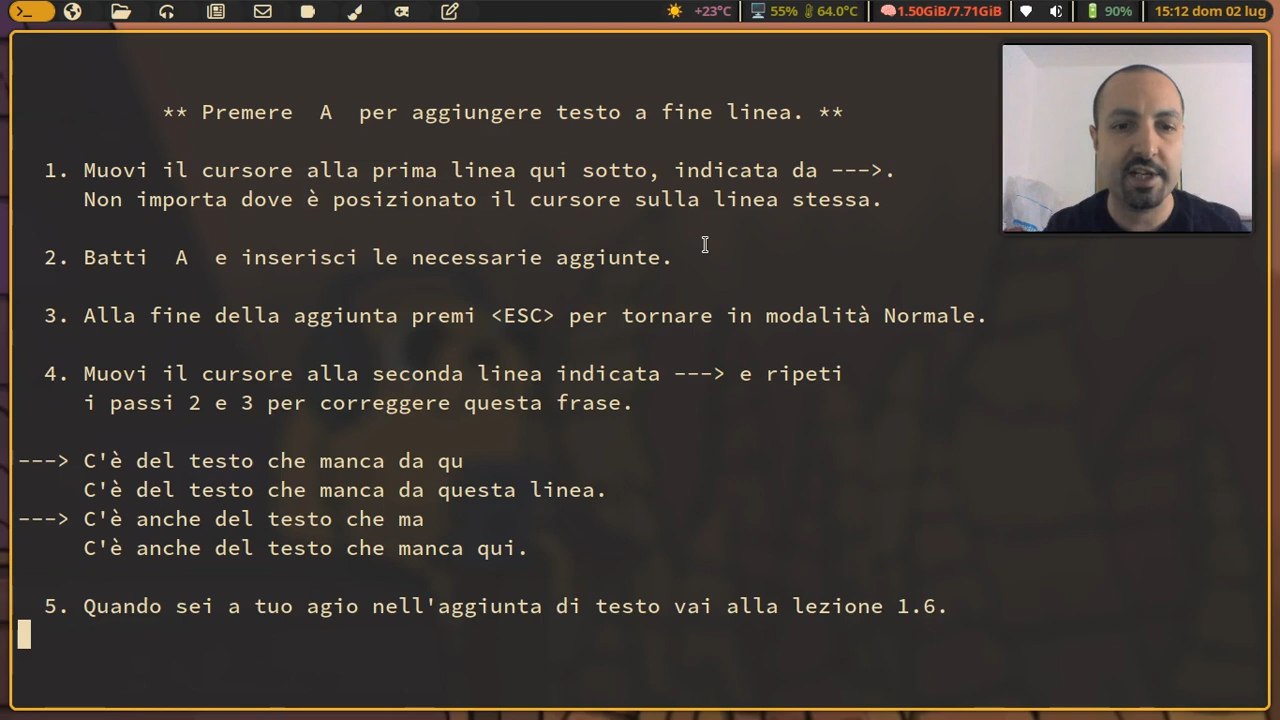 +23°C 55% 64.0°C 1.50GiB/7.71GiB 90% 15:12 dom 02 lug
** Premere  A  per aggiungere testo a fine linea. **
1. Muovi il cursore alla prima linea qui sotto, indicata da --->.
Non importa dove è posizionato il cursore sulla linea stessa.
2. Batti  A  e inserisci le necessarie aggiunte.
3. Alla fine della aggiunta premi <ESC> per tornare in modalità Normale.
4. Muovi il cursore alla seconda linea indicata ---> e ripeti
i passi 2 e 3 per correggere questa frase.
---> C'è del testo che manca da qu
C'è del testo che manca da questa linea.
---> C'è anche del testo che ma
C'è anche del testo che manca qui.
5. Quando sei a tuo agio nell'aggiunta di testo vai alla lezione 1.6.